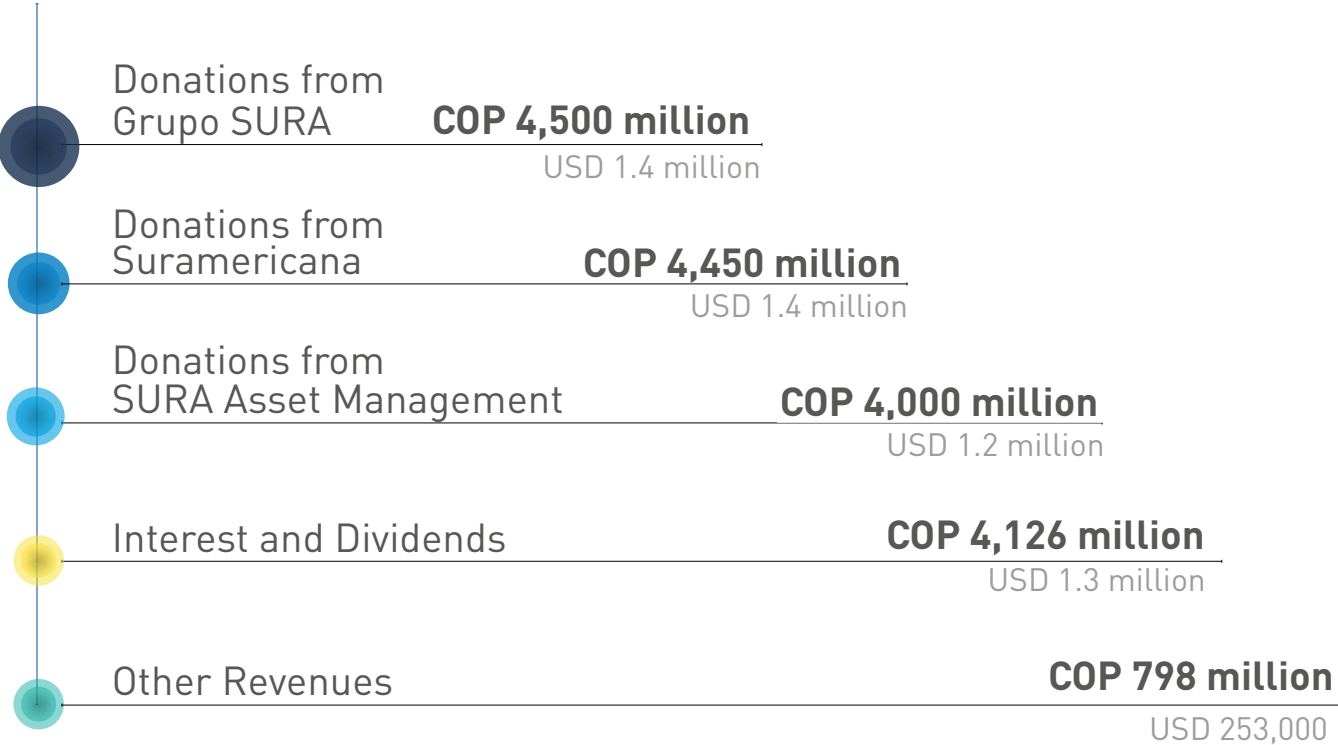 Donations from
Grupo SURA
COP 4,500 million
USD 1.4 million
Donations from
Suramericana
COP 4,450 million
USD 1.4 million
Donations from
SURA Asset Management
COP 4,000 million
USD 1.2 million
Interest and Dividends
COP 4,126 million
USD 1.3 million
Other Revenues
COP 798 million
USD 253,000